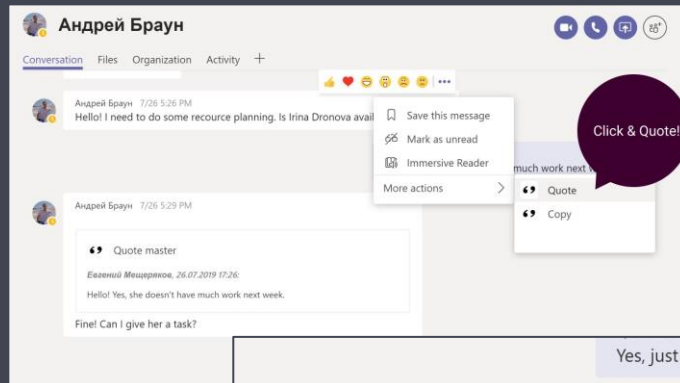 Андрей Браун
Conversation Files Organization Activity +
Андрей Браун 7/26 5:26 PM
Hello! I need to do some recource planning. Is Irina Dronova
Save this message
Mark as unread
Immersive Reader
More actions
Click & Quote!
much work next
Quote
Copy
Андрей Браун 7/26 5:29 PM
Quote master
Евгений Мещеряков, 26.07.2019 17:26:
Hello! Yes, she doesn't have much work next week.
Fine! Can I give her a task?
Yes, just